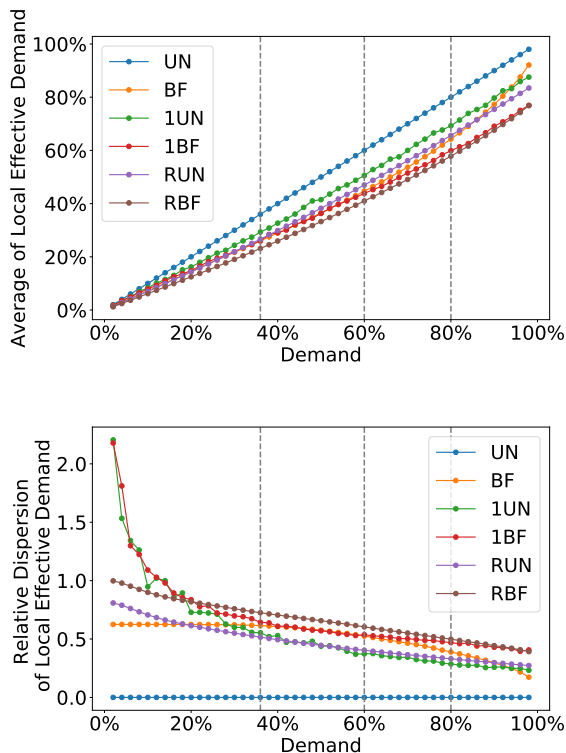 100%
80%
60%
40%
20%
0%
Average of Local Effective Demand
UN
BF
1UN
1BF
RUN
RBF
0% 20% 40% 60% 80% 100%
Demand
2.0
1.5
1.0
0.5
0.0
Relative Dispersion
of Local Effective Demand
UN
BF
1UN
1BF
RUN
RBF
0% 20% 40% 60% 80% 100%
Demand